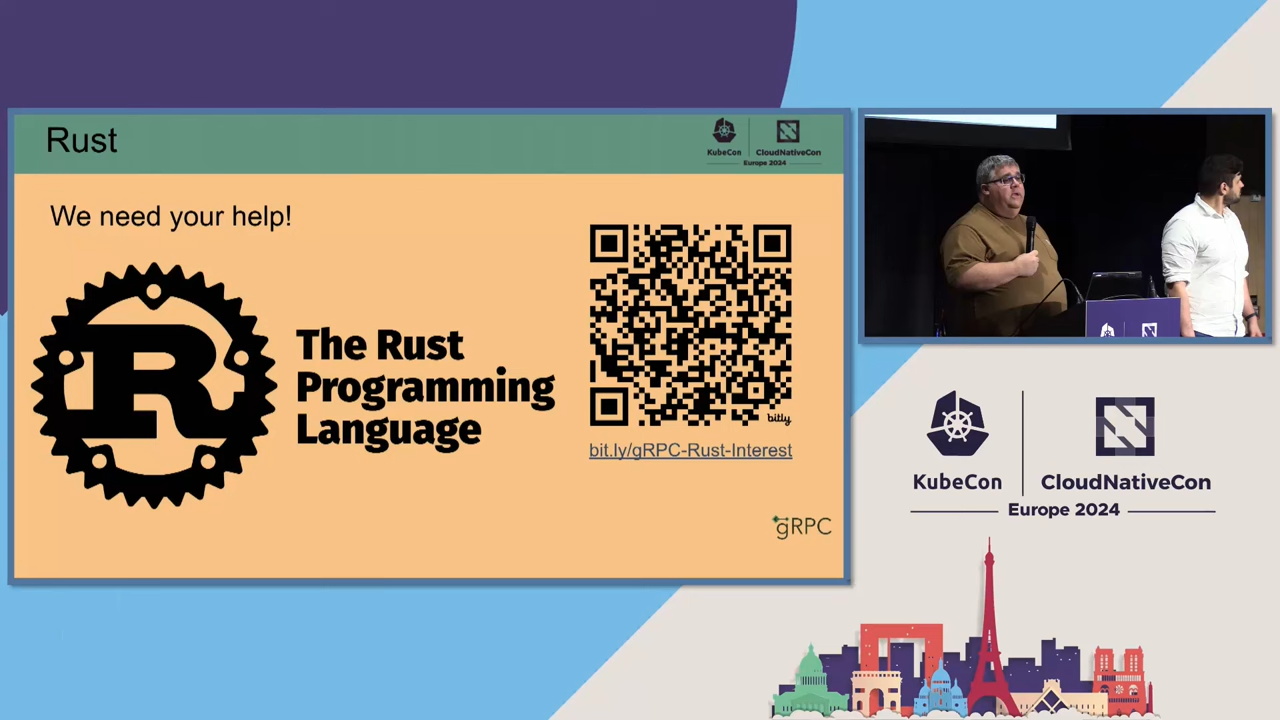 Rust
KubeCon
CloudNativeCon
Europe 2024
We need your help!
R
The Rust
Programming
Language
bitly
bit.ly/gRPC-Rust-Interest
gRPC
KubeCon
CloudNativeCon
Europe 2024